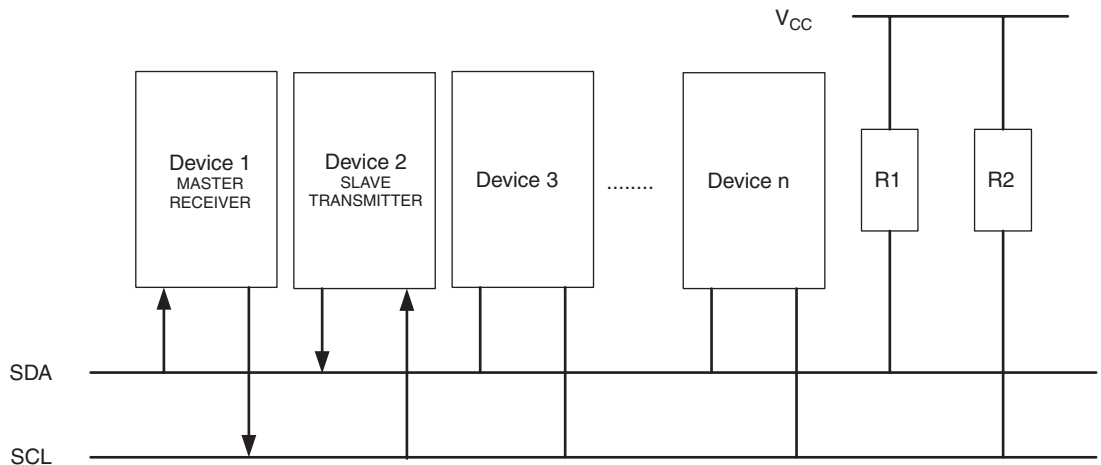 VCC
Device 1
MASTER
RECEIVER
Device 2
SLAVE
TRANSMITTER
Device 3
........
Device n
R1
R2
SDA
SCL